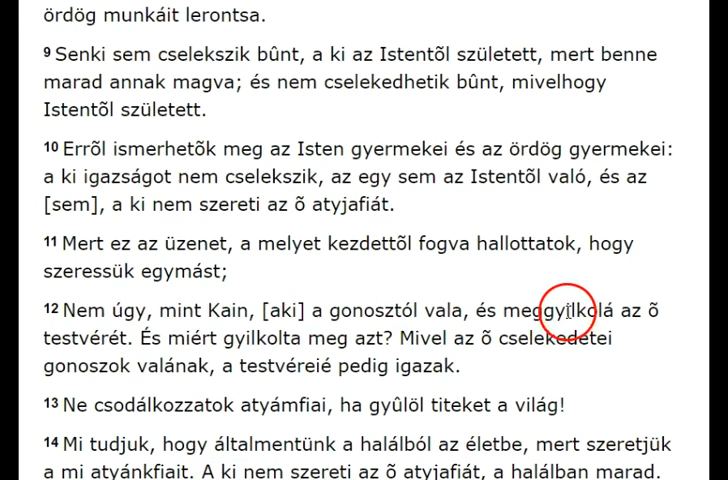 ördög munkáit lerontsa.
9 Senki sem cselekszik bûnt, a ki az Istentõl született, mert benne
marad annak magva; és nem cselekedhetik bûnt, mivelhogy
Istentõl született.
10 Errõl ismerhetõk meg az Isten gyermekei és az ördög gyermekei:
a ki igazságot nem cselekszik, az egy sem az Istentõl való, és az
[sem], a ki nem szereti az õ atyjafiát.
11 Mert ez az üzenet, a melyet kezdettõl fogva hallottatok, hogy
szeressük egymást;
12 Nem úgy, mint Kain, [aki] a gonosztól vala, és meggyilkolá az õ
testvérét. És miért gyilkolta meg azt? Mivel az õ cselekedetei
gonoszok valának, a testvéreié pedig igazak.
13 Ne csodálkozzatok atyámfiai, ha gyûlöl titeket a világ!
14 Mi tudjuk, hogy általmentünk a halálból az életbe, mert szeretjük
a mi atyánkfiait. A ki nem szereti az õ atyjafiát, a halálban marad.